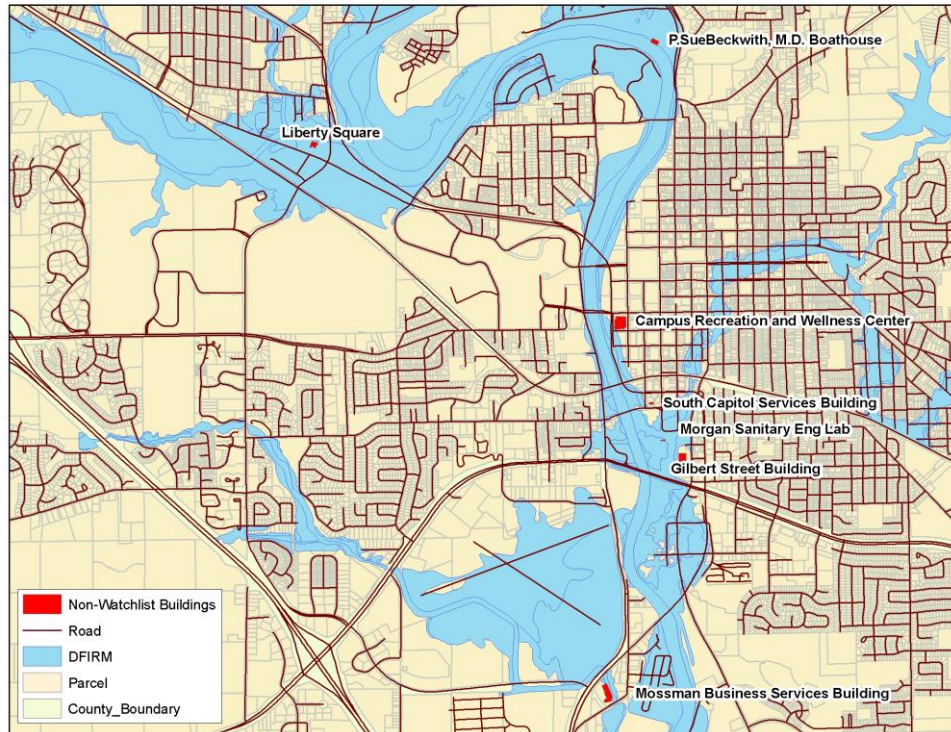 P.SueBeckwith, M.D. Boathouse
Liberty Square
Campus Recreation and Wellness Center
South Capitol Services Building
Morgan Sanitary Eng Lab
Gilbert Street Building
Mossman Business Services Building
Non-Watchlist Buildings
Road
DFIRM
Parcel
County_Boundary